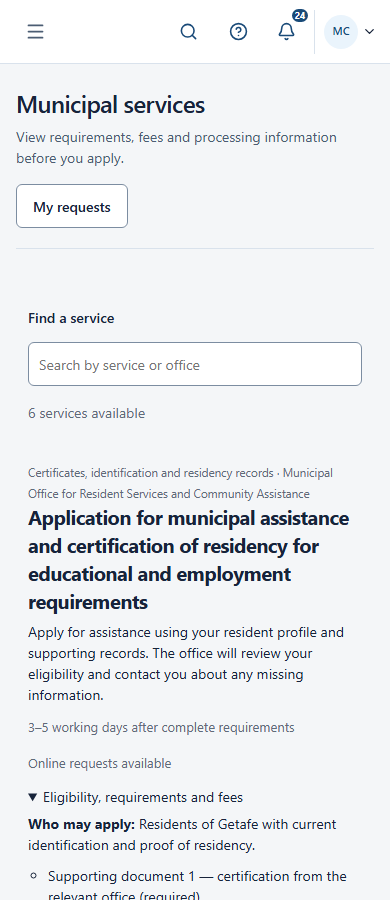 24
MC
Municipal services
View requirements, fees and processing information
before you apply.
My requests
Find a service
Search by service or office
6 services available
Certificates, identification and residency records · Municipal
Office for Resident Services and Community Assistance
Application for municipal assistance
and certification of residency for
educational and employment
requirements
Apply for assistance using your resident profile and
supporting records. The office will review your
eligibility and contact you about any missing
information.
3–5 working days after complete requirements
Online requests available
Eligibility, requirements and fees
Who may apply: Residents of Getafe with current
identification and proof of residency.
Supporting document 1 — certification from the
relevant office (required)